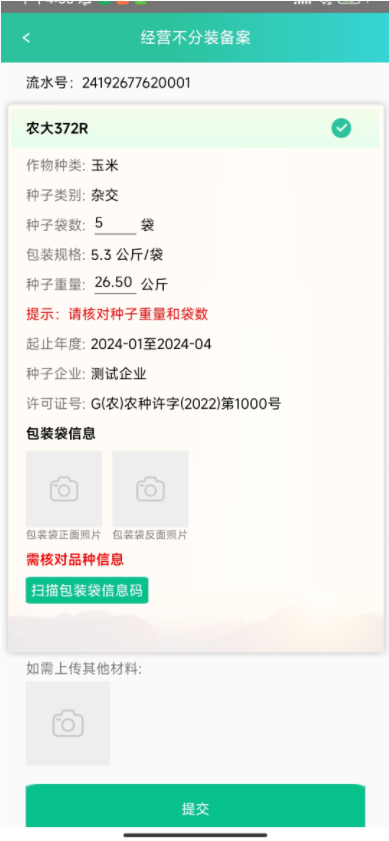 经营不分装备案
流水号: 24192677620001
农大372R
作物种类: 玉米
种子类别: 杂交
种子袋数: 5 袋
包装规格: 5.3 公斤/袋
种子重量: 26.50 公斤
提示: 请核对种子重量和袋数
起止年度: 2024-01至2024-04
种子企业: 测试企业
许可证号: G(农)农种许字(2022)第1000号
包装袋信息
包装袋正面照片 包装袋反面照片
需核对品种信息
扫描包装袋信息码
如需上传其他材料:
提交